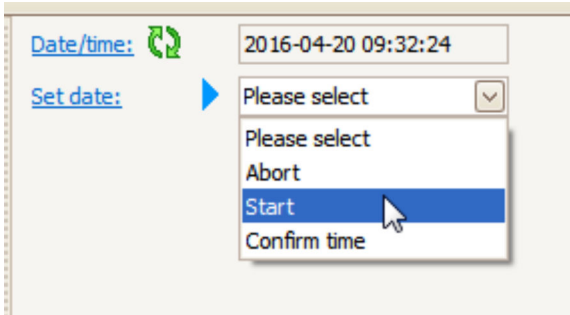 Date/time: 2016-04-20 09:32:24
Set date: Please select
Please select
Abort
Start
Confirm time